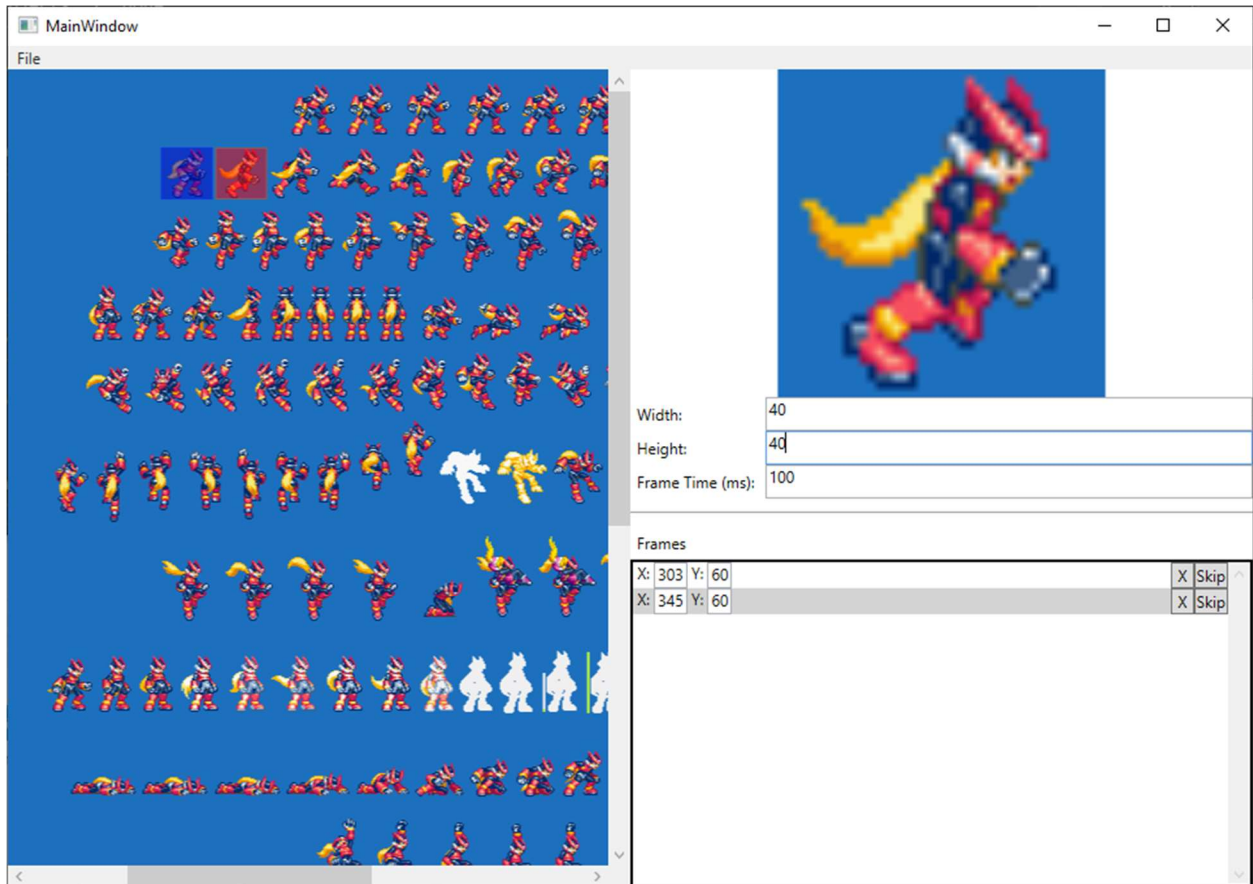 MainWindow
File
Width: 40
Height: 40
Frame Time (ms): 100
Frames
X: 303 Y: 60 X Skip
X: 345 Y: 60 X Skip